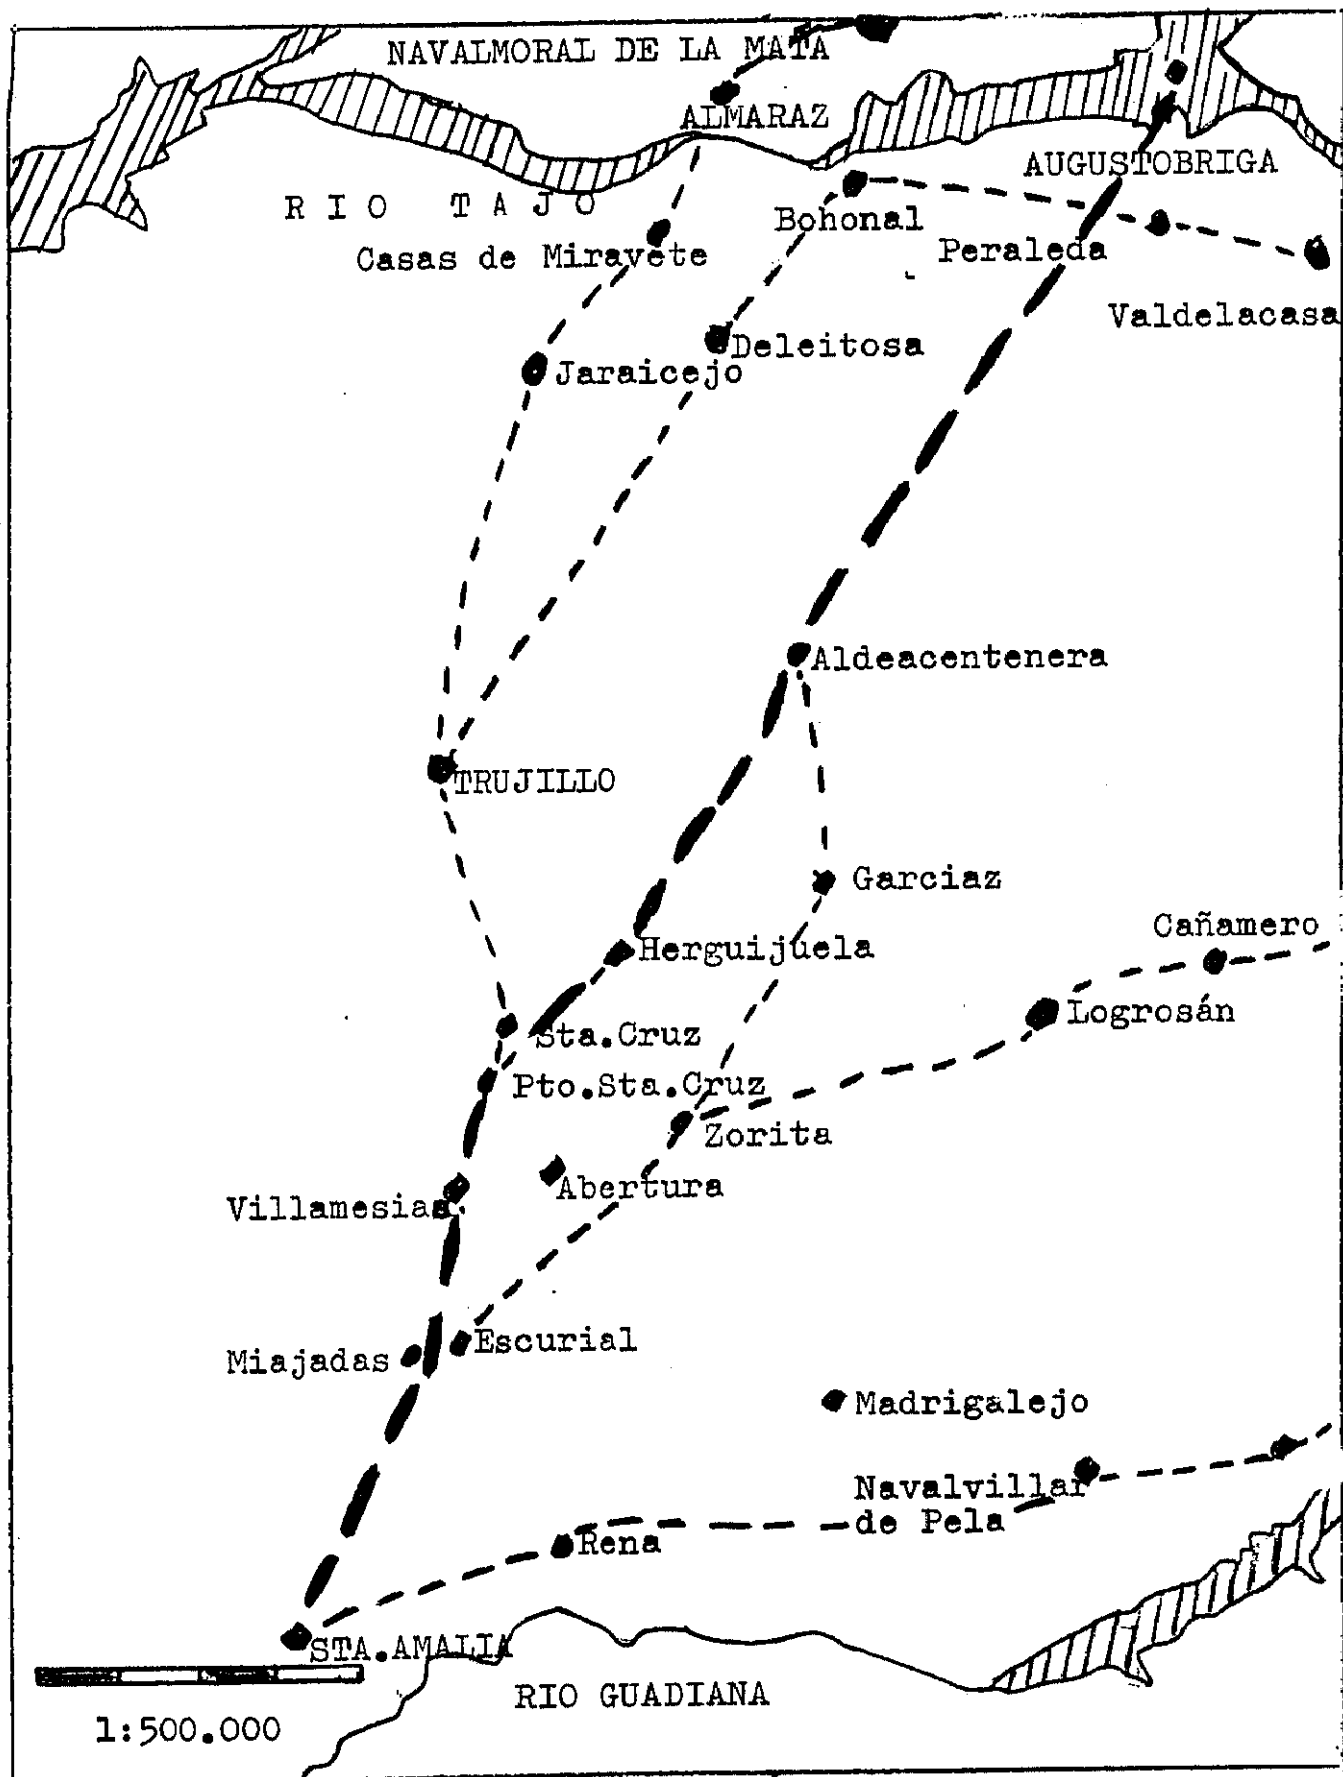 NAVALMORAL DE LA MATA
ALMARAZ
AUGUSTOBRIGA
RIO TAJO
Bohonal
Peraleda
Casas de Miravete
Valdelacasa
Deleitosa
Jaraicejo
Aldeacentenera
TRUJILLO
Garciaz
Cañamero
Herguijuela
Logrosán
Sta.Cruz
Pto.Sta.Cruz
Zorita
Abertura
Villamesias
Escurial
Miajadas
Madrigalejo
Navalvillar
de Pela
Rena
STA.AMALIA
RIO GUADIANA
1:500.000